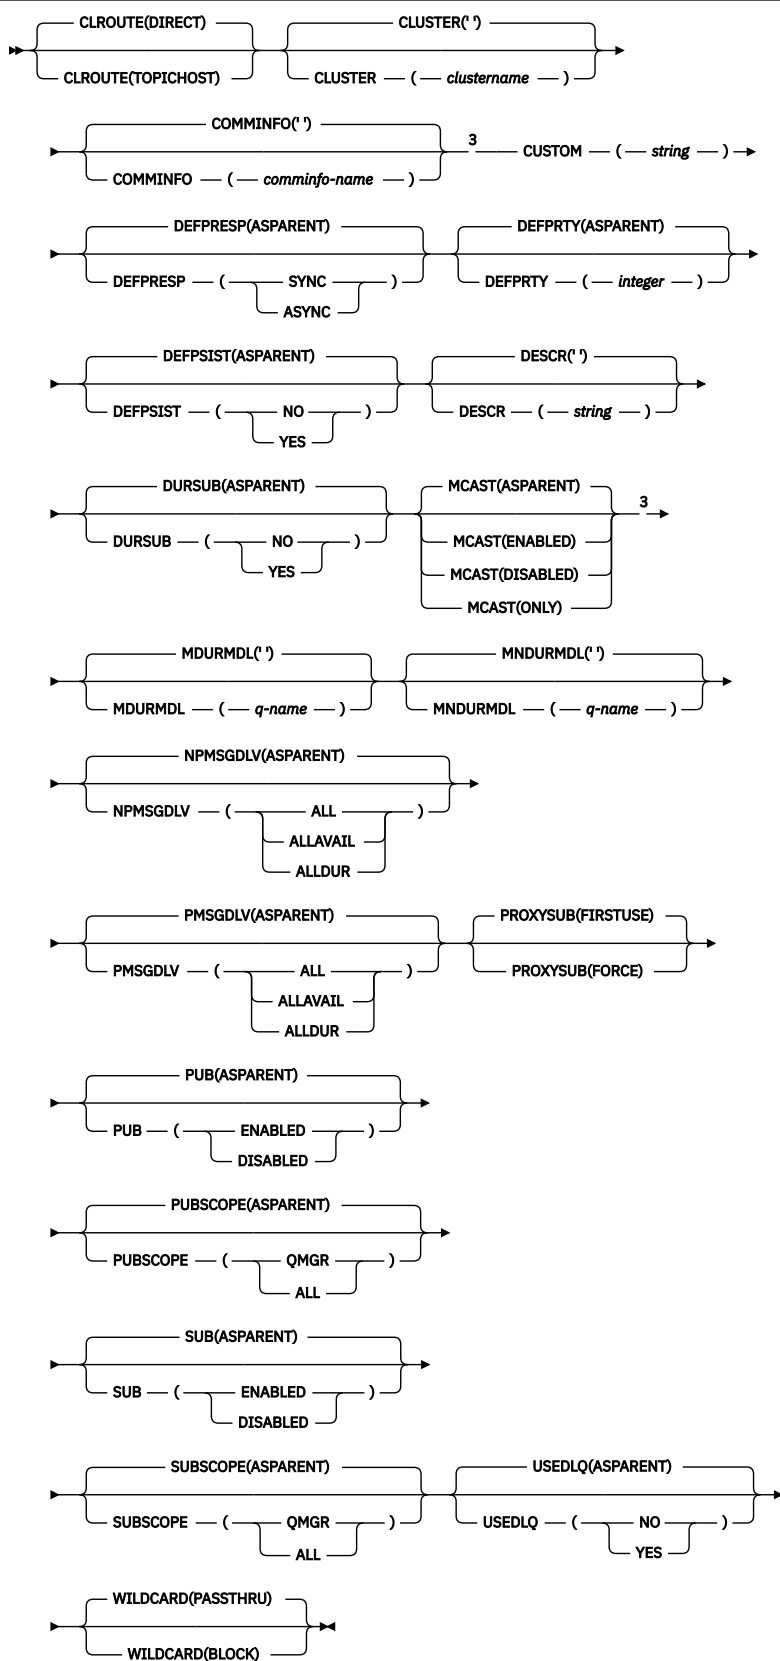 CLROUTE(DIRECT) CLUSTER(' ')
CLROUTE(TOPICHOST) CLUSTER ( clustername )
COMMINFO(' ')
3
CUSTOM ( string )
COMMINFO ( comminfo-name )
DEFPRESP(ASPARENT) DEFPRTY(ASPARENT)
DEFPRESP ( SYNC ) DEFPRTY ( integer )
ASYNC
DEFPSIST(ASPARENT) DESCR(' ')
DEFPSIST ( NO ) DESCR ( string )
YES
DURSUB(ASPARENT) MCAST(ASPARENT)
3
DURSUB ( NO ) MCAST(ENABLED)
YES MCAST(DISABLED)
MCAST(ONLY)
MDURMDL(' ') MNDURMDL(' ')
MDURMDL ( q-name ) MNDURMDL ( q-name )
NPMSGDLV(ASPARENT)
NPMSGDLV ( ALL )
ALLAVAIL
ALLDUR
PMSGDLV(ASPARENT) PROXYSUB(FIRSTUSE)
PMSGDLV ( ALL ) PROXYSUB(FORCE)
ALLAVAIL
ALLDUR
PUB(ASPARENT)
PUB ( ENABLED )
DISABLED
PUBSCOPE(ASPARENT)
PUBSCOPE ( QMGR )
ALL
SUB(ASPARENT)
SUB ( ENABLED )
DISABLED
SUBSCOPE(ASPARENT) USEDLQ(ASPARENT)
SUBSCOPE ( QMGR ) USEDLQ ( NO )
ALL YES
WILDCARD(PASSTHRU)
WILDCARD(BLOCK)